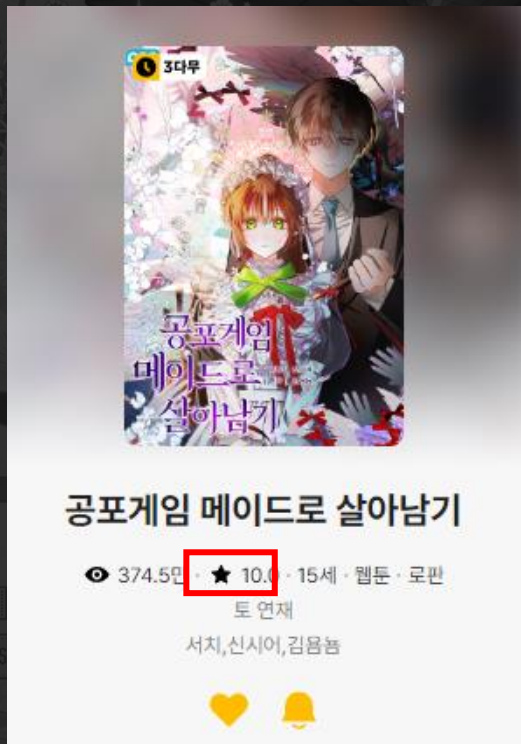 3다무
공포게임
메이드로
살아남기
공포게임 메이드로 살아남기
374.5만 · ★ 10.0 · 15세 · 웹툰 · 로판
토 연재
서치,신시어,김욤뇸